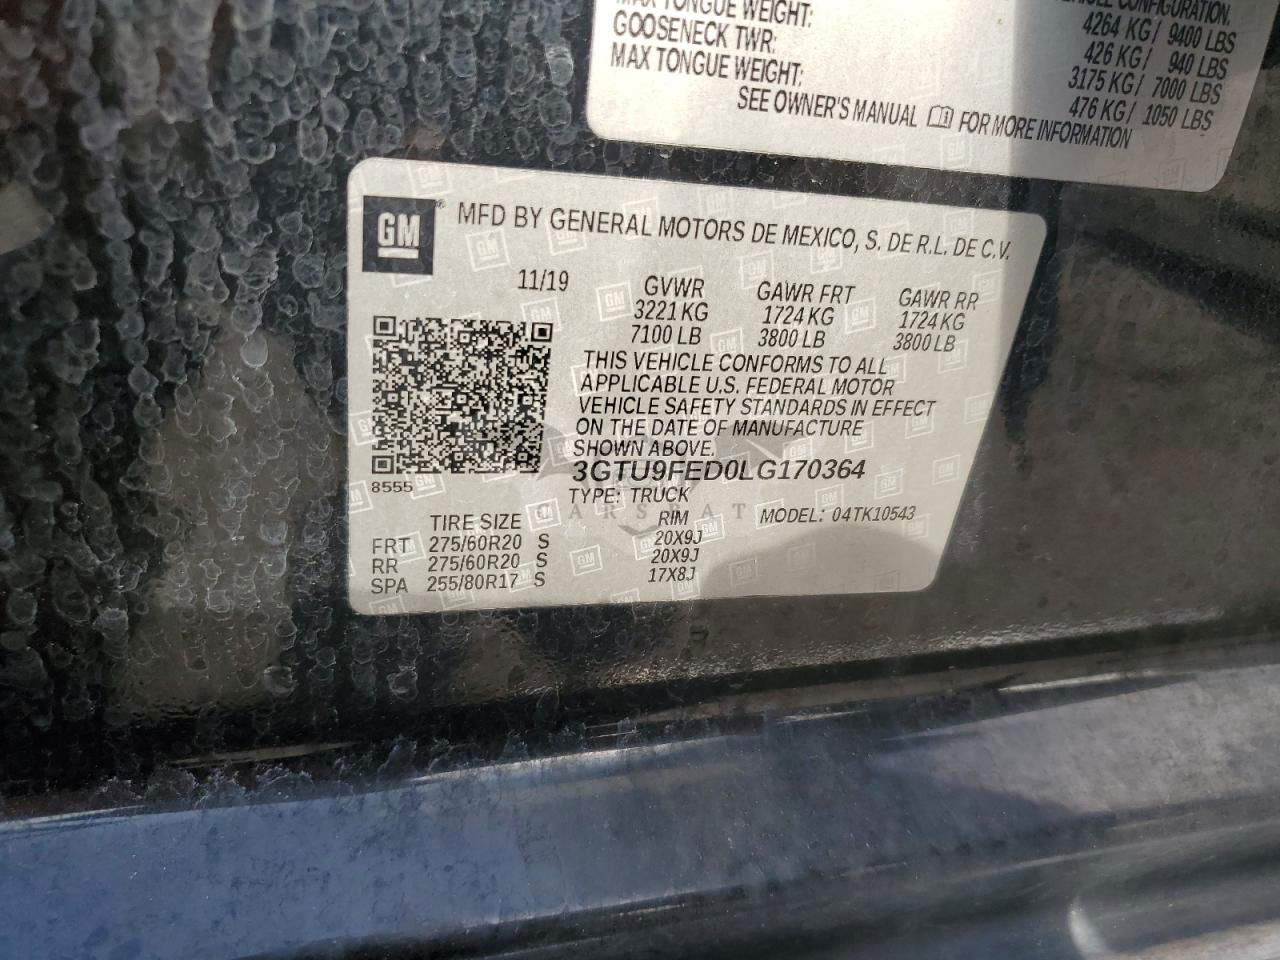 MAX TONGUE WEIGHT:
VEHICLE CONFIGURATION.
4264 KG/ 9400 LBS
GOOSENECK TWR:
426 KG/ 940 LBS
MAX TONGUE WEIGHT:
3175 KG/ 7000 LBS
476 KG/ 1050 LBS
SEE OWNER'S MANUAL FOR MORE INFORMATION
GM® MFD BY GENERAL MOTORS DE MEXICO, S. DE R.L. DE C.V.
11/19 GVWR GAWR FRT GAWR RR
3221 KG 1724 KG 1724 KG
7100 LB 3800 LB 3800 LB
THIS VEHICLE CONFORMS TO ALL
APPLICABLE U.S. FEDERAL MOTOR
VEHICLE SAFETY STANDARDS IN EFFECT
ON THE DATE OF MANUFACTURE
SHOWN ABOVE.
3GTU9FED0LG170364
8555
TYPE: TRUCK
MODEL: 04TK10543
TIRE SIZE RIM
FRT 275/60R20 S 20X9J
RR 275/60R20 S 20X9J
SPA 255/80R17 S 17X8J